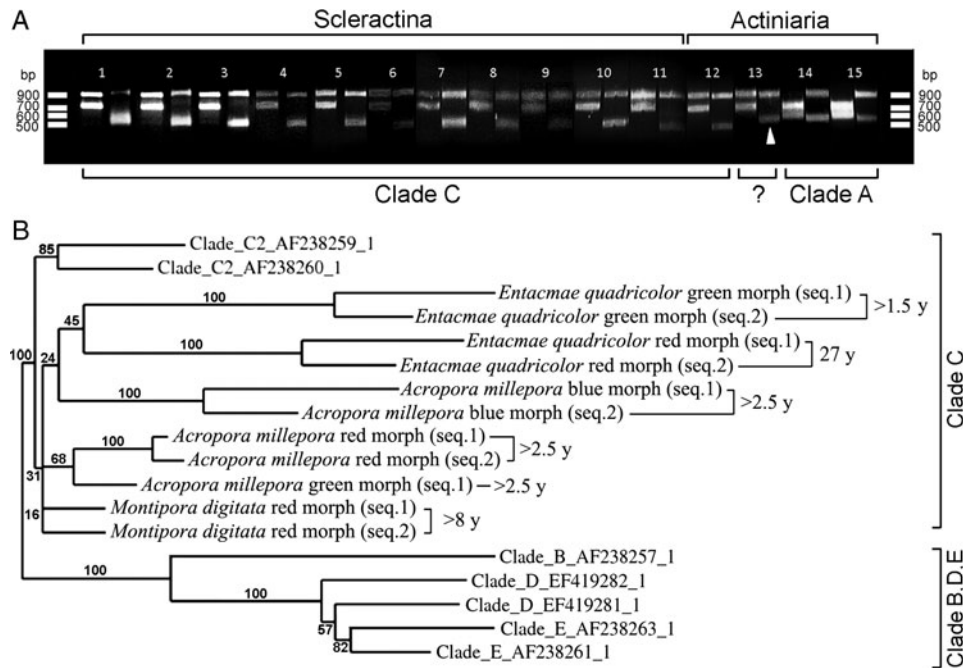 A
Scleractina
Actiniaria
bp 1 2 3 4 5 6 7 8 9 10 11 12 13 14 15 bp
900 900
700 700
600 600
500 500
Clade C
?
Clade A
B
85
Clade_C2_AF238259_1
Clade_C2_AF238260_1
100
Entacmae quadricolor green morph (seq.1)
Entacmae quadricolor green morph (seq.2)
>1.5 y
45
Entacmae quadricolor red morph (seq.1)
100
Entacmae quadricolor red morph (seq.2)
27 y
100
24
Acropora millepora blue morph (seq.1)
100
Acropora millepora blue morph (seq.2)
>2.5 y
Acropora millepora red morph (seq.1)
100
Acropora millepora red morph (seq.2)
>2.5 y
68
31
Acropora millepora green morph (seq.1)
>2.5 y
Montipora digitata red morph (seq.1)
16
Montipora digitata red morph (seq.2)
>8 y
Clade C
Clade_B_AF238257_1
100
Clade_D_EF419282_1
100
Clade_D_EF419281_1
57
Clade_E_AF238263_1
82
Clade_E_AF238261_1
Clade B.D.E